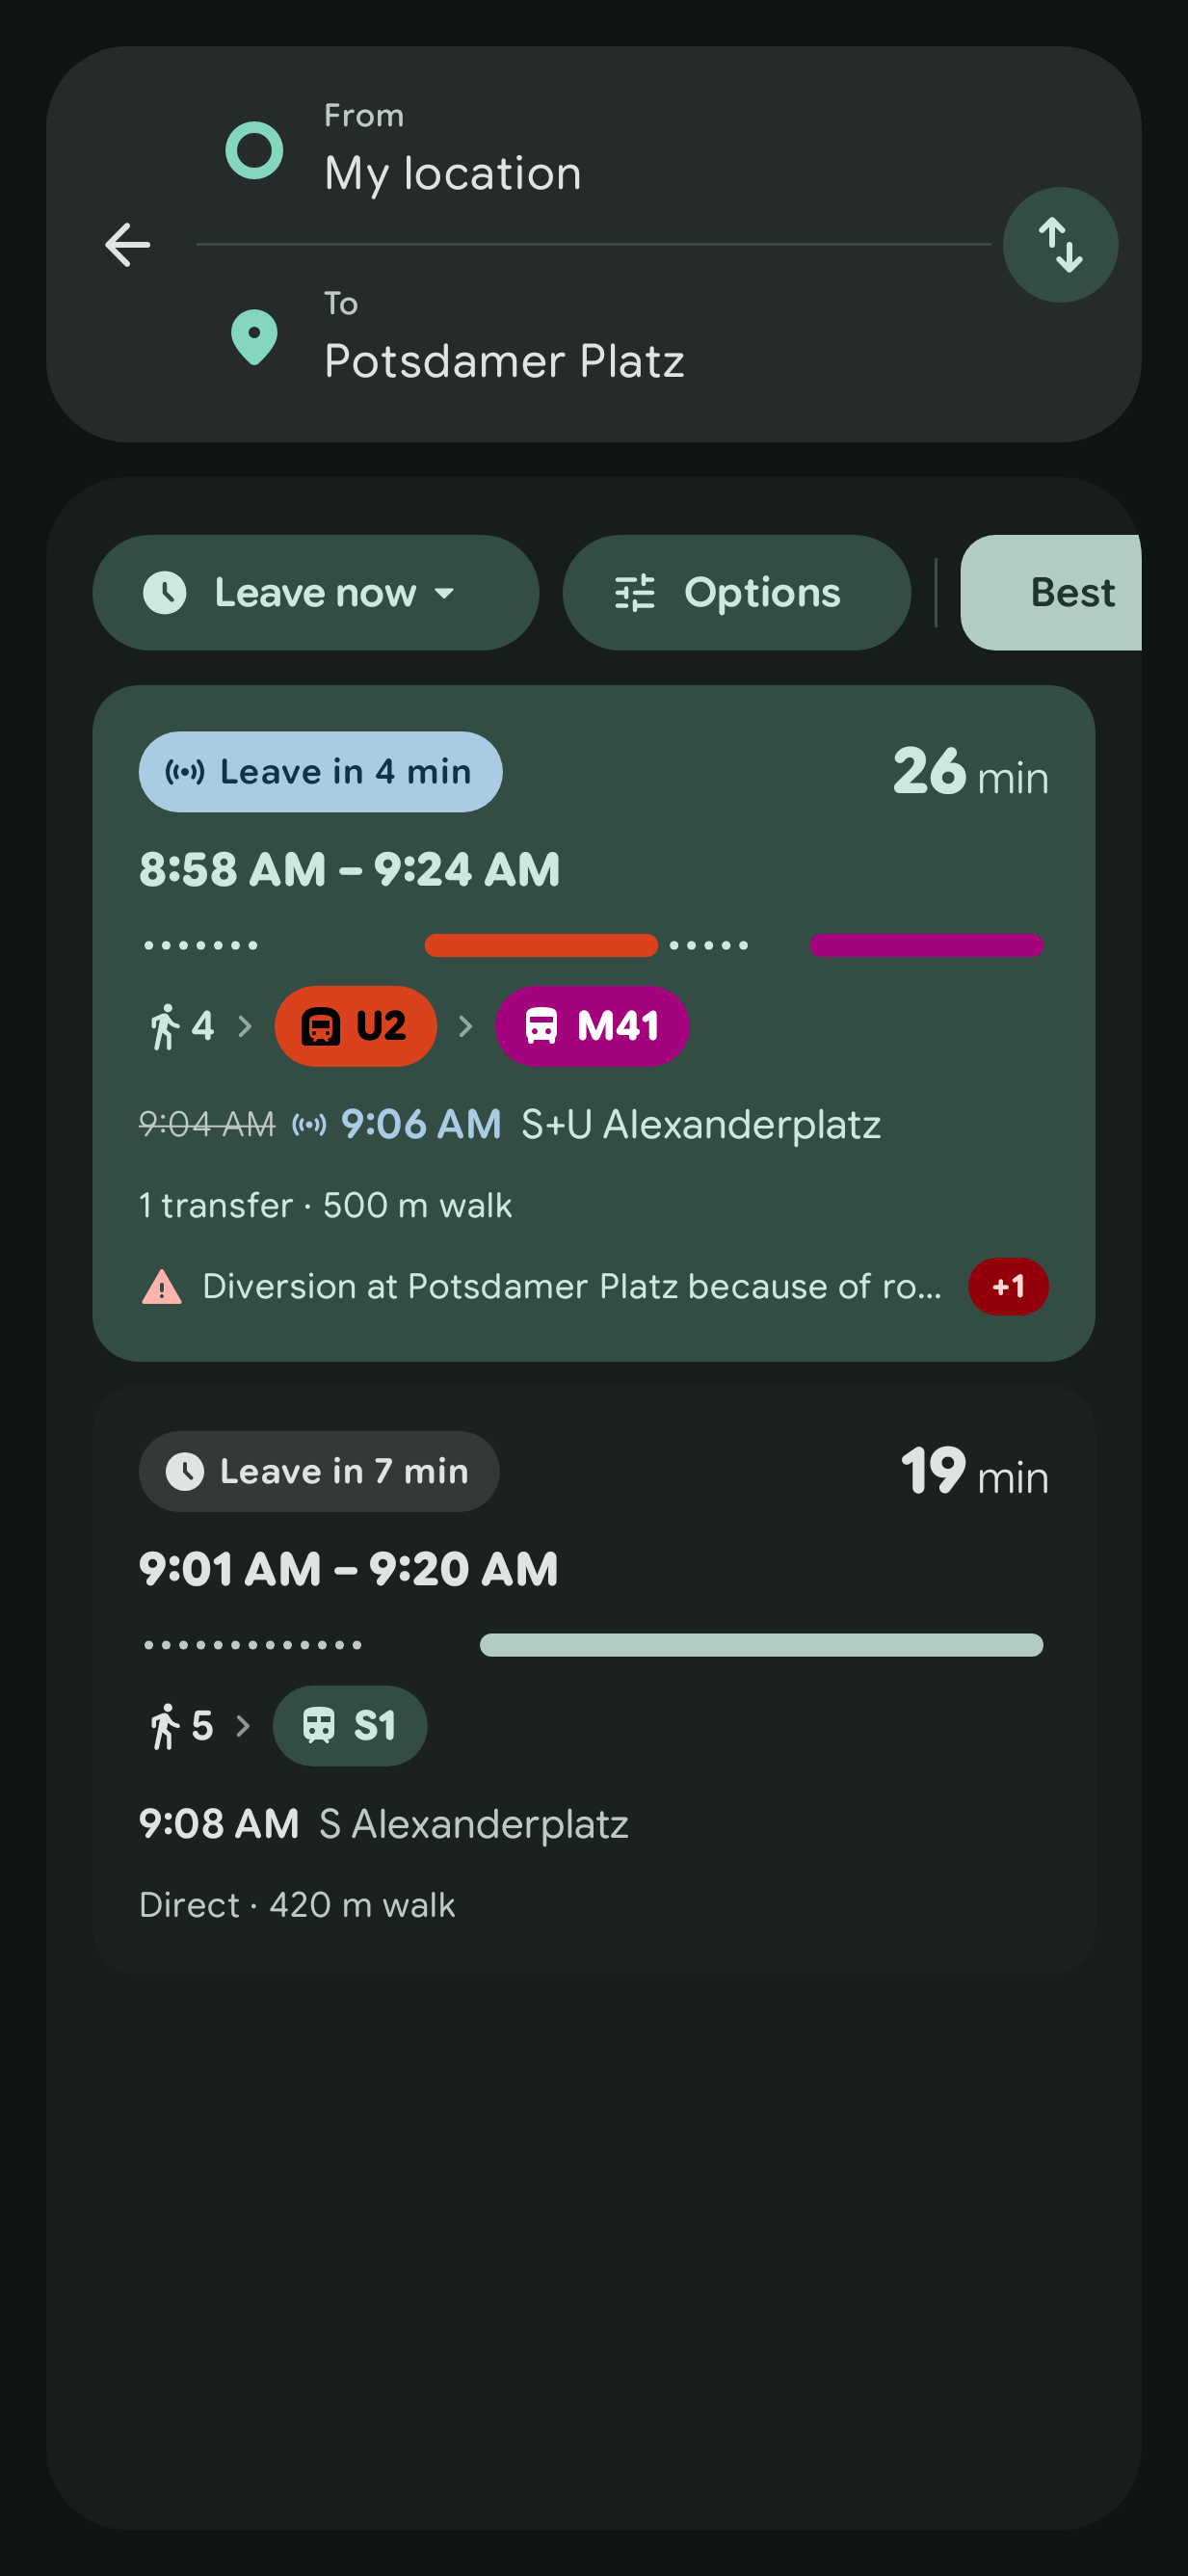 From
My location
To
Potsdamer Platz
Leave now
Options
Best
Leave in 4 min
26 min
8:58 AM – 9:24 AM
4
U2
M41
9:04 AM 9:06 AM S+U Alexanderplatz
1 transfer · 500 m walk
Diversion at Potsdamer Platz because of ro...
+1
Leave in 7 min
19 min
9:01 AM – 9:20 AM
5
S1
9:08 AM S Alexanderplatz
Direct · 420 m walk